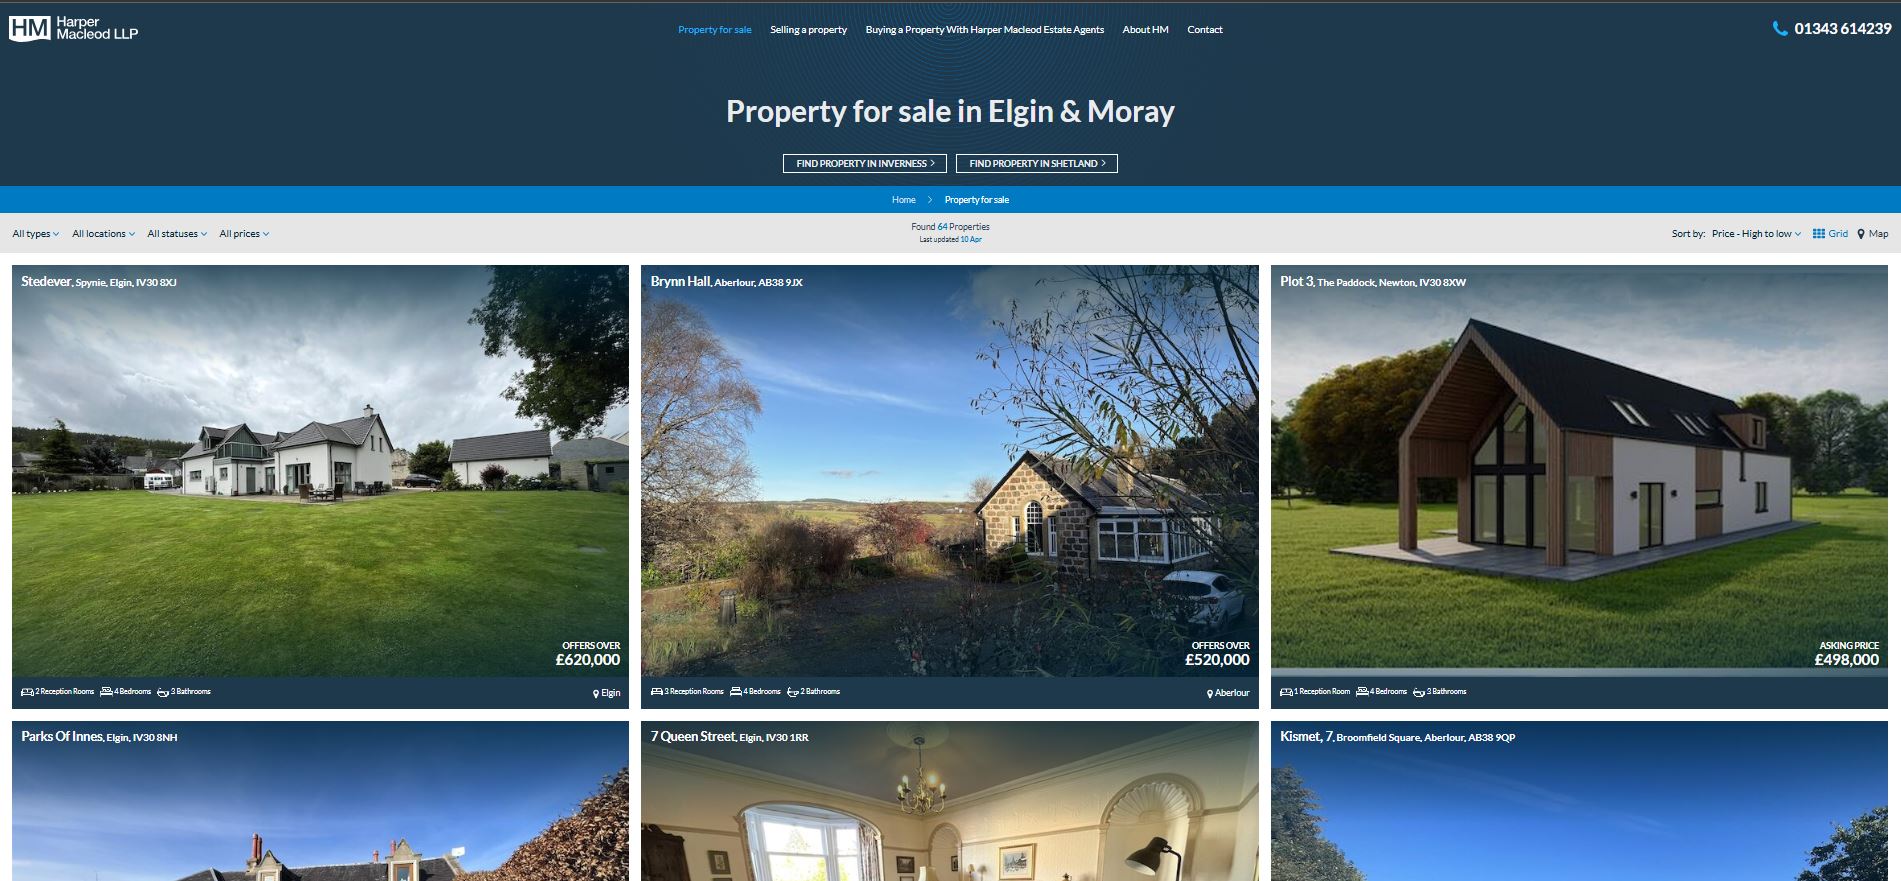 HM Harper
Macleod LLP
Property for sale
Selling a property
Buying a Property With Harper Macleod Estate Agents
About HM
Contact
01343 614239
Property for sale in Elgin & Moray
FIND PROPERTY IN INVERNESS
FIND PROPERTY IN SHETLAND
Home
Property for sale
All types
All locations
All statuses
All prices
Found 64 Properties
Last updated 10 Apr
Sort by: Price - High to low
Grid
Map
Stedever, Spynie, Elgin, IV30 8XJ
OFFERS OVER
£620,000
2 Reception Rooms 4 Bedrooms 3 Bathrooms
Elgin
Brynn Hall, Aberlour, AB38 9JX
OFFERS OVER
£520,000
3 Reception Rooms 4 Bedrooms 2 Bathrooms
Aberlour
Plot 3, The Paddock, Newton, IV30 8XW
ASKING PRICE
£498,000
1 Reception Room 4 Bedrooms 3 Bathrooms
Parks Of Innes, Elgin, IV30 8NH
7 Queen Street, Elgin, IV30 1RR
Kismet, 7, Broomfield Square, Aberlour, AB38 9QP